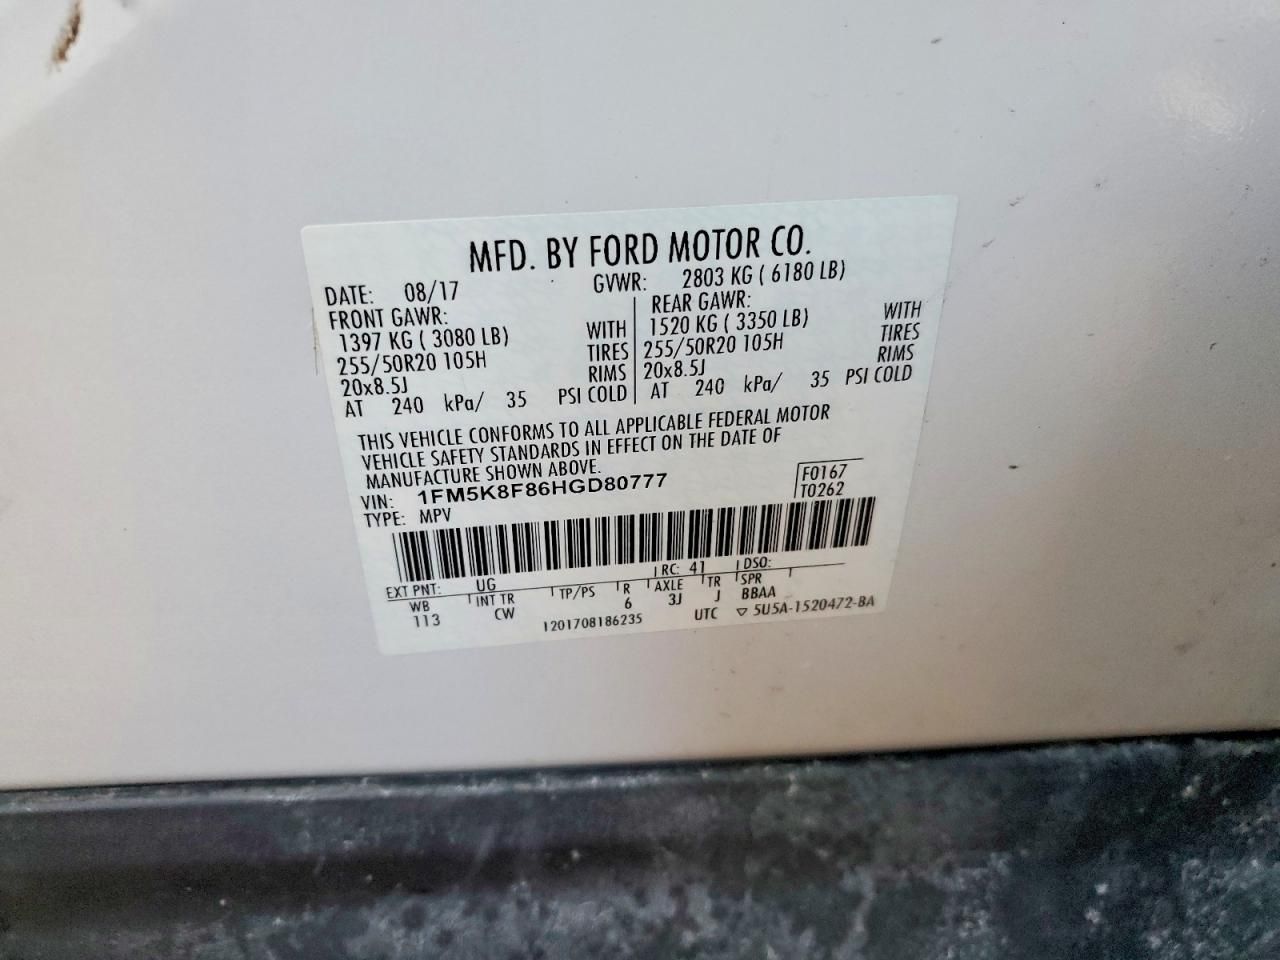 MFD. BY FORD MOTOR CO.
DATE: 08/17 GVWR: 2803 KG ( 6180 LB)
FRONT GAWR: REAR GAWR:
1397 KG ( 3080 LB) WITH 1520 KG ( 3350 LB) WITH
255/50R20 105H TIRES 255/50R20 105H TIRES
20x8.5J RIMS 20x8.5J RIMS
AT 240 kPa/ 35 PSI COLD AT 240 kPa/ 35 PSI COLD
THIS VEHICLE CONFORMS TO ALL APPLICABLE FEDERAL MOTOR
VEHICLE SAFETY STANDARDS IN EFFECT ON THE DATE OF
MANUFACTURE SHOWN ABOVE. F0167
VIN: 1FM5K8F86HGD80777 T0262
TYPE: MPV
EXT PNT: UG RC: 41 DSO:
WB INT TR TP/PS R AXLE TR SPR
113 CW 6 3J J BBAA
1201708186235 UTC ▽ 5U5A-1520472-BA